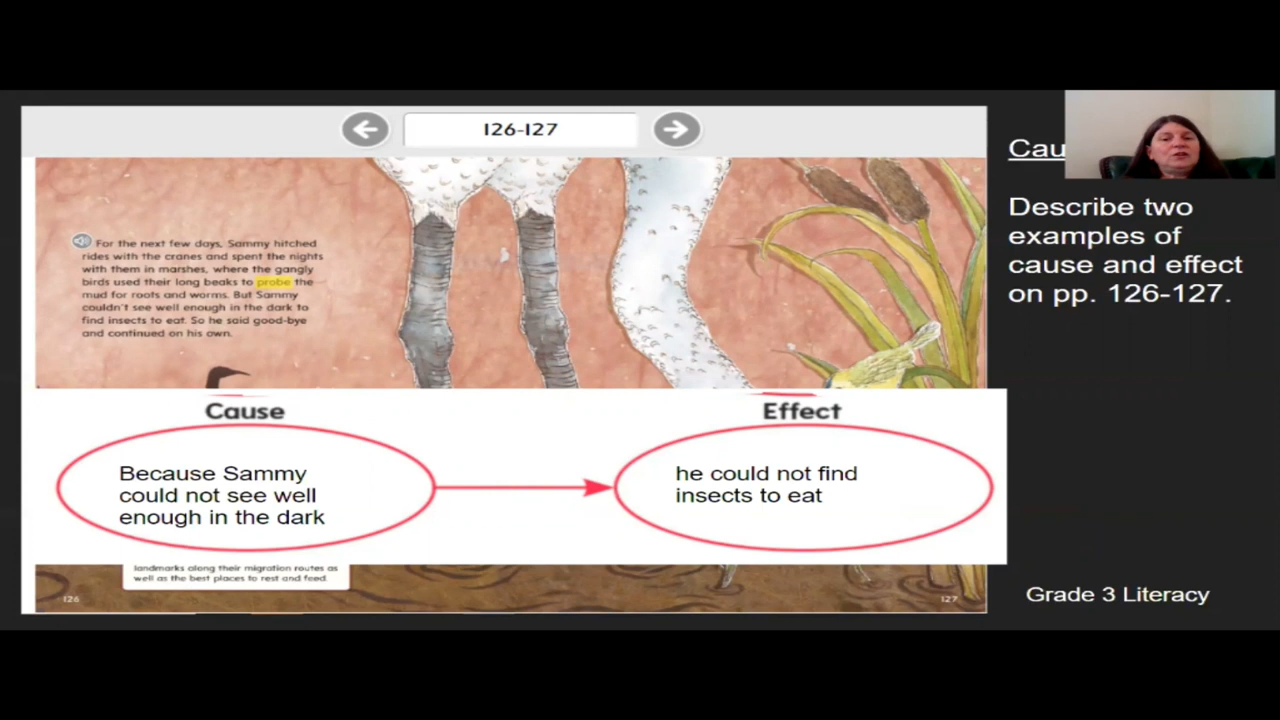 126-127
For the next few days, Sammy hitched
rides with the cranes and spent the nights
with them in marshes, where the gangly
birds used their long beaks to probe the
mud for roots and worms. But Sammy
couldn't see well enough in the dark to
find insects to eat. So he said good-bye
and continued on his own.
Cause
Effect
Because Sammy
could not see well
enough in the dark
he could not find
insects to eat
landmarks along their migration routes as
well as the best places to rest and feed.
126
127
Cau
Describe two
examples of
cause and effect
on pp. 126-127.
Grade 3 Literacy